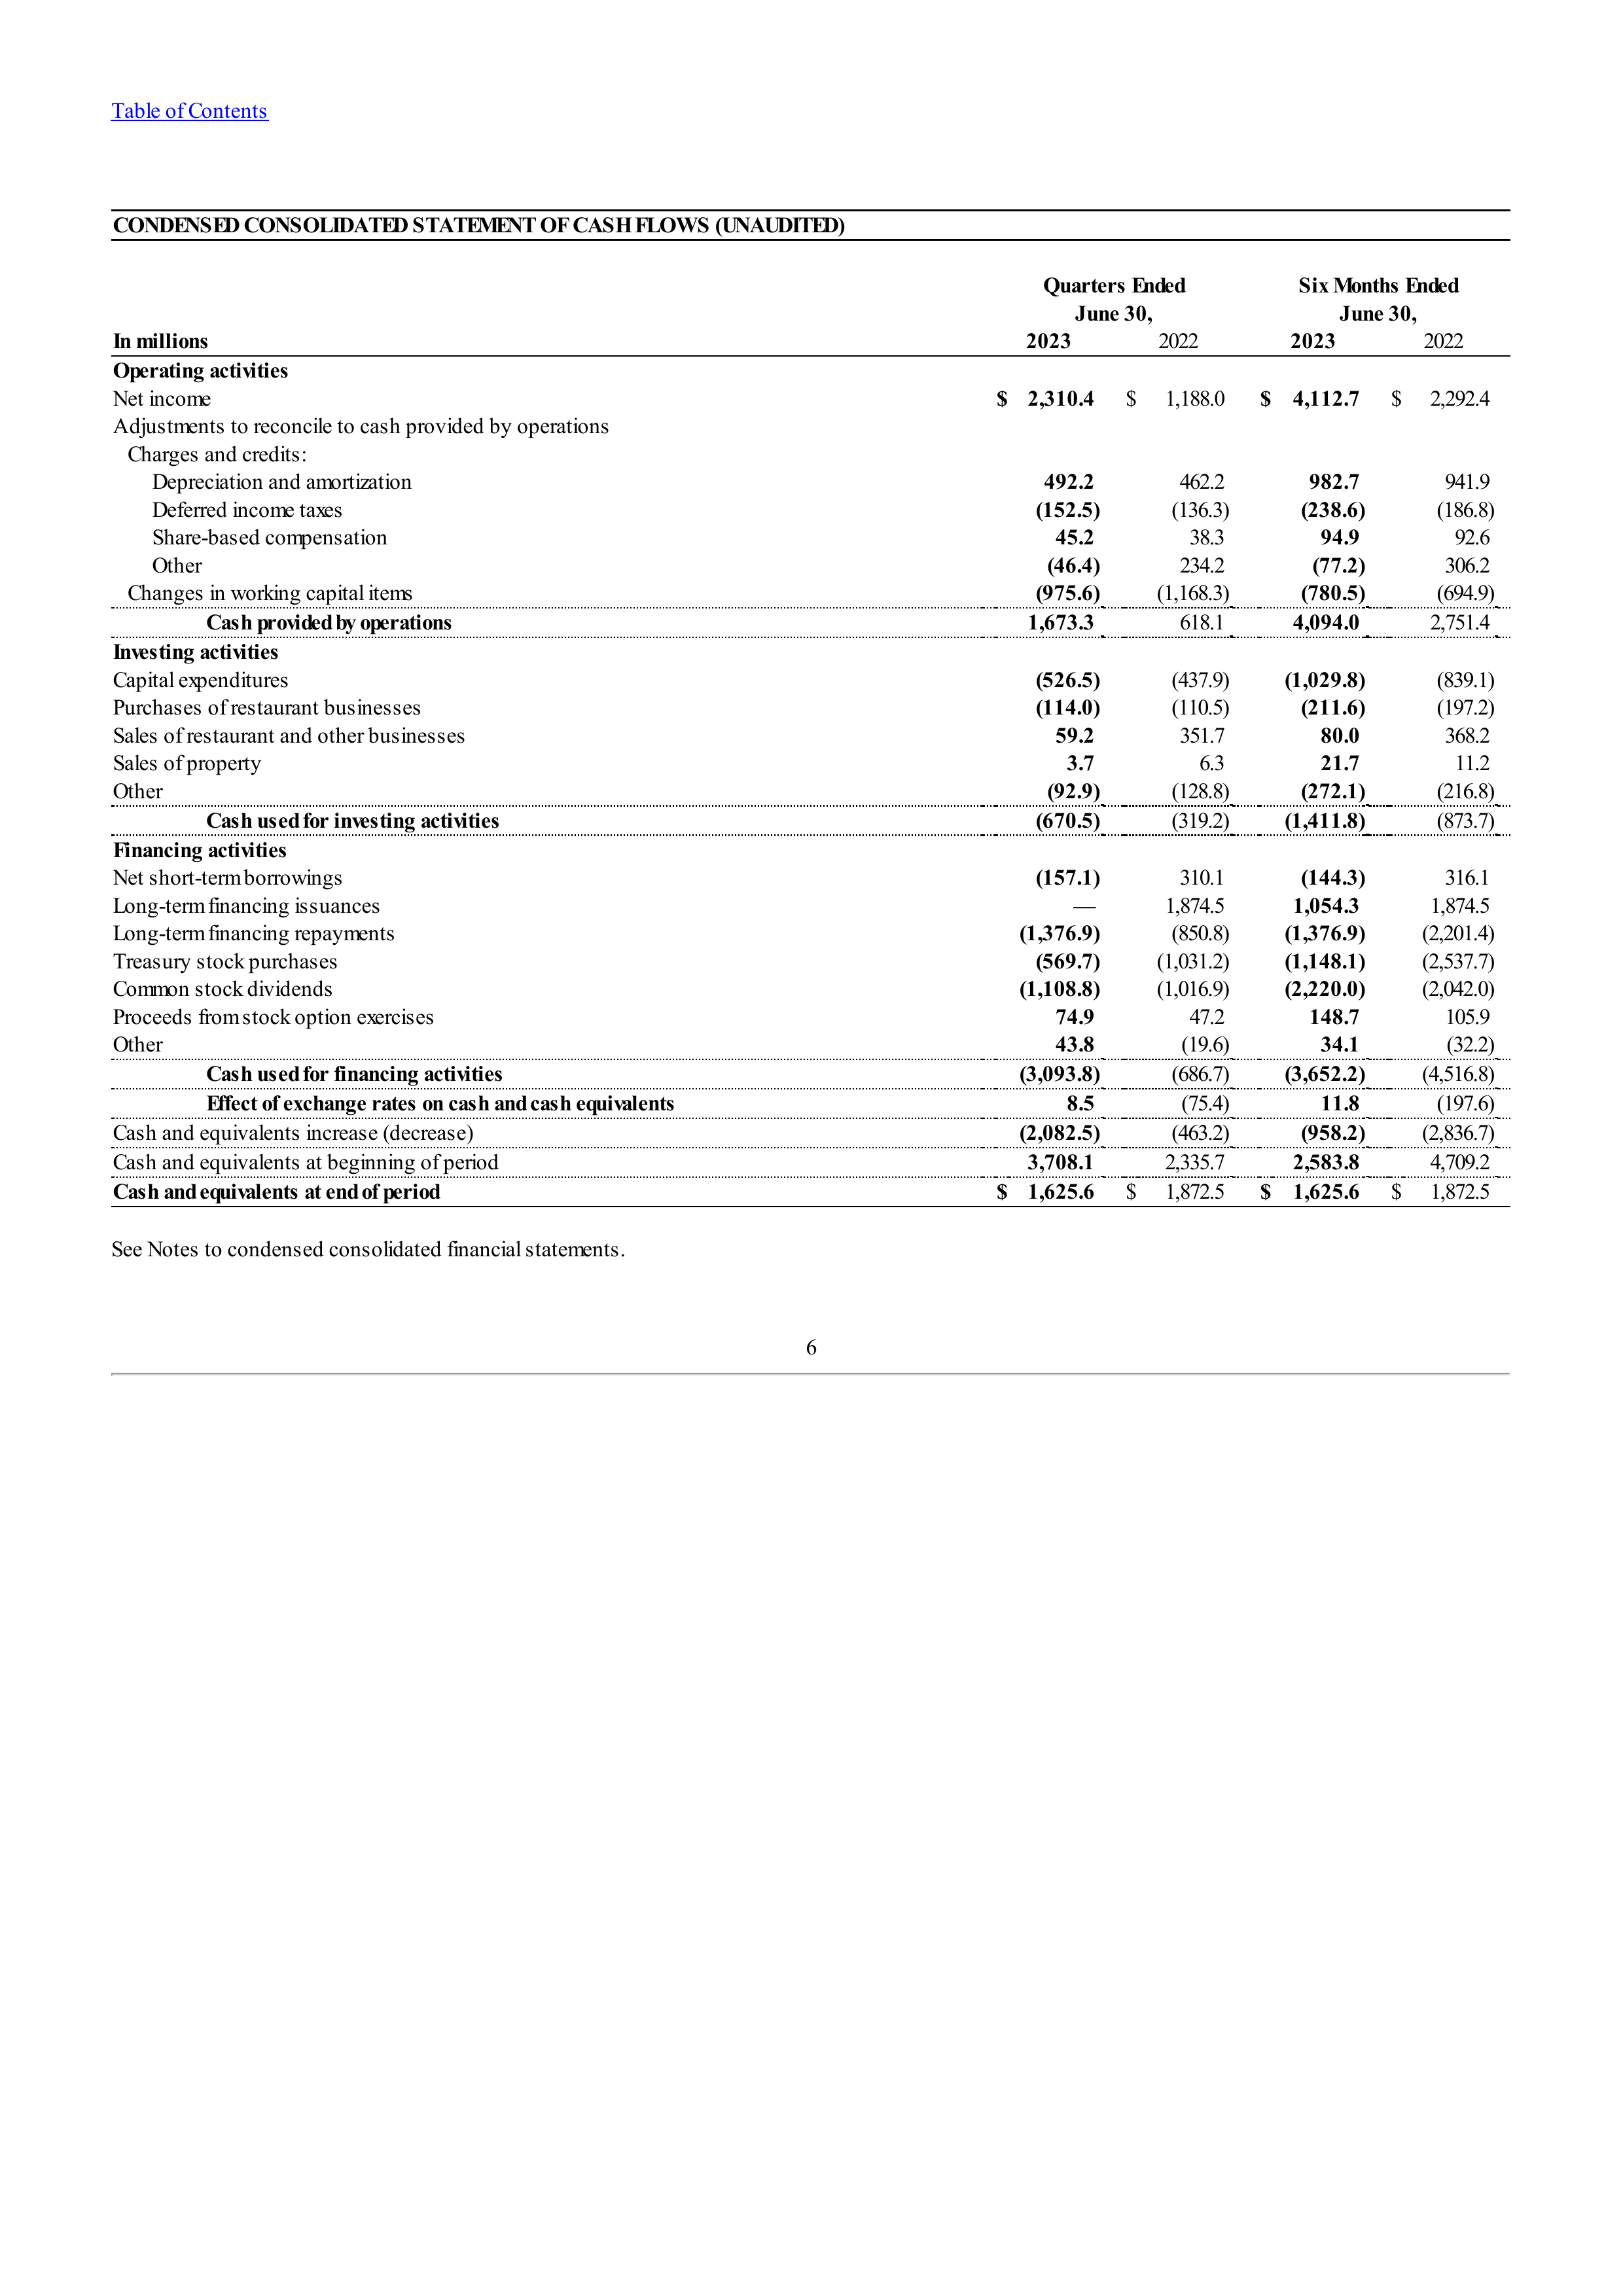 Table of Contents
CONDENSED CONSOLIDATED STATEMENT OF CASH FLOWS (UNAUDITED)
Quarters Ended Six Months Ended
June 30, June 30,
In millions 2023 2022 2023 2022
Operating activities
Net income $ 2,310.4 $ 1,188.0 $ 4,112.7 $ 2,292.4
Adjustments to reconcile to cash provided by operations
Charges and credits:
Depreciation and amortization 492.2 462.2 982.7 941.9
Deferred income taxes (152.5) (136.3) (238.6) (186.8)
Share-based compensation 45.2 38.3 94.9 92.6
Other (46.4) 234.2 (77.2) 306.2
Changes in working capital items (975.6) (1,168.3) (780.5) (694.9)
Cash provided by operations 1,673.3 618.1 4,094.0 2,751.4
Investing activities
Capital expenditures (526.5) (437.9) (1,029.8) (839.1)
Purchases of restaurant businesses (114.0) (110.5) (211.6) (197.2)
Sales of restaurant and other businesses 59.2 351.7 80.0 368.2
Sales of property 3.7 6.3 21.7 11.2
Other (92.9) (128.8) (272.1) (216.8)
Cash used for investing activities (670.5) (319.2) (1,411.8) (873.7)
Financing activities
Net short-term borrowings (157.1) 310.1 (144.3) 316.1
Long-term financing issuances — 1,874.5 1,054.3 1,874.5
Long-term financing repayments (1,376.9) (850.8) (1,376.9) (2,201.4)
Treasury stock purchases (569.7) (1,031.2) (1,148.1) (2,537.7)
Common stock dividends (1,108.8) (1,016.9) (2,220.0) (2,042.0)
Proceeds from stock option exercises 74.9 47.2 148.7 105.9
Other 43.8 (19.6) 34.1 (32.2)
Cash used for financing activities (3,093.8) (686.7) (3,652.2) (4,516.8)
Effect of exchange rates on cash and cash equivalents 8.5 (75.4) 11.8 (197.6)
Cash and equivalents increase (decrease) (2,082.5) (463.2) (958.2) (2,836.7)
Cash and equivalents at beginning of period 3,708.1 2,335.7 2,583.8 4,709.2
Cash and equivalents at end of period $ 1,625.6 $ 1,872.5 $ 1,625.6 $ 1,872.5
See Notes to condensed consolidated financial statements.
6